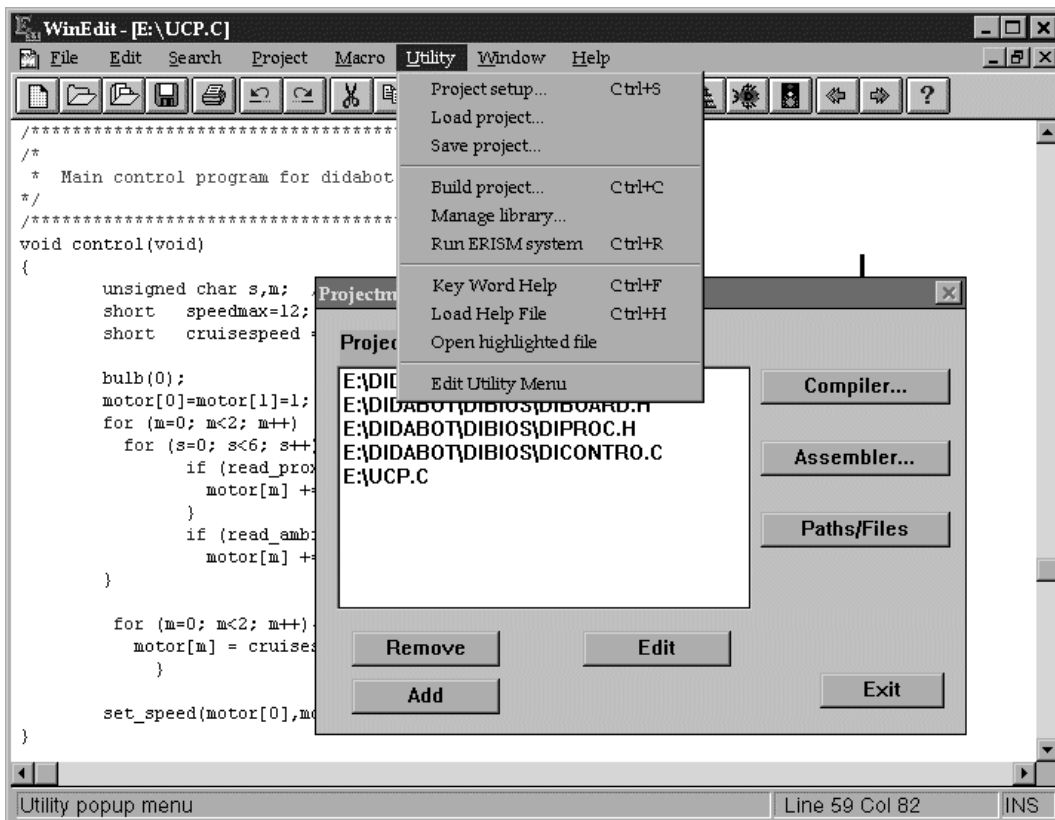 WinEdit - [E:\UCP.C]
File Edit Search Project Macro Utility Window Help
Project setup... Ctrl+S
Load project...
Save project...
Build project... Ctrl+C
Manage library...
Run ERISM system Ctrl+R
Key Word Help Ctrl+F
Load Help File Ctrl+H
Open highlighted file
Edit Utility Menu
?
/************************************
/*
 *  Main control program for didabot
*/
/************************************
void control(void)
{
unsigned char s,m;
short speedmax=12;
short cruisespeed =
bulb(0);
motor[0]=motor[1]=1;
for (m=0; m<2; m++)
for (s=0; s<6; s++)
if (read_prox
motor[m] +=
}
if (read_ambi
motor[m] +=
}
for (m=0; m<2; m++)
motor[m] = cruises
}
set_speed(motor[0],mo
}
E:\DIDABOT\DIBIOS\DIBOARD.H
E:\DIDABOT\DIBIOS\DIPROC.H
E:\DIDABOT\DIBIOS\DICONTRO.C
E:\UCP.C
Compiler...
Assembler...
Paths/Files
Remove
Edit
Add
Exit
Utility popup menu
Line 59 Col 82
INS